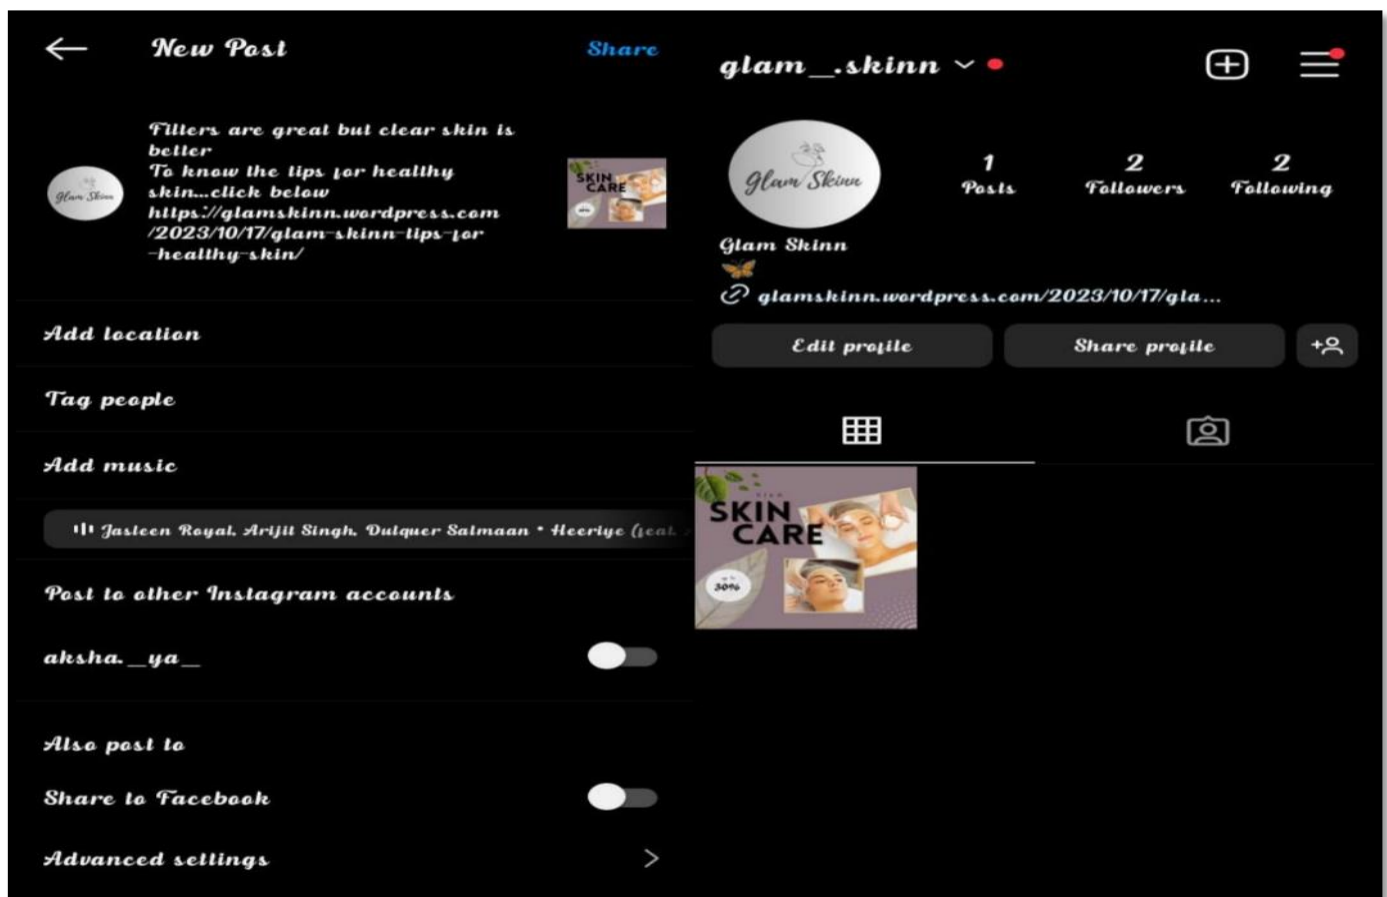 New Post
Share
Filters are great but clear skin is
better
To know the tips for healthy
skin...click below
https://glamskinn.wordpress.com
/2023/10/17/glam-skinn-tips-for
-healthy-skin/
Glam Skinn
SKIN
CARE
Add location
Tag people
Add music
Jasleen Royal, Arijit Singh, Dulquer Salmaan • Heeriye (feat.
Post to other Instagram accounts
aksha._ya_
Also post to
Share to Facebook
Advanced settings
glam__.skinn
Glam Skinn
1
Posts
2
Followers
2
Following
Glam Skinn
glamskinn.wordpress.com/2023/10/17/gla...
Edit profile
Share profile
SKIN
CARE
30%